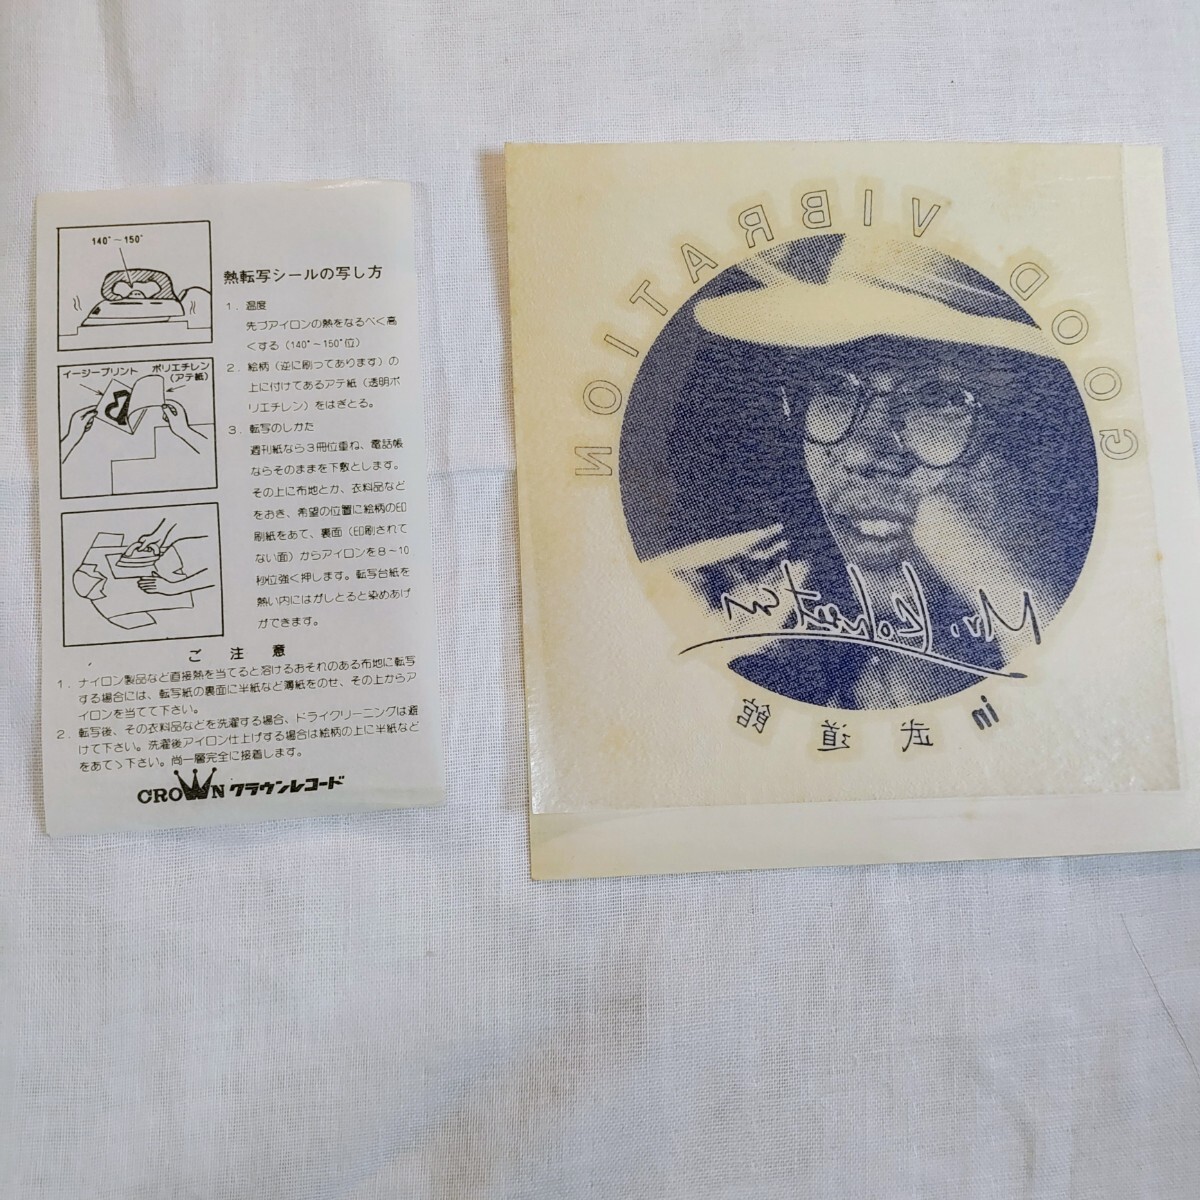 140°~150°
イージープリント
ポリエチレン
(アテ紙)
熱転写シールの写し方
1. 温度
先づアイロンの熱をなるべく高
くする(140°~150°位)
2. 絵柄(逆に刷ってあります)の
上に付けてあるアテ紙(透明ポ
リエチレン)をはぎとる。
3. 転写のしかた
週刊紙なら3冊位重ね、電話帳
ならそのままを下敷とします。
その上に布地とか、衣料品など
をおき、希望の位置に絵柄の印
刷紙をあて、裏面(印刷されて
ない面)からアイロンを8~10
秒位強く押します。転写台紙を
熱い内にはがしとると染めあげ
ができます。
ご注意
1. ナイロン製品など直接熱を当てると溶けるおそれのある布地に転写
する場合には、転写紙の裏面に半紙など薄紙をのせ、その上からア
イロンを当てて下さい。
2. 転写後、その衣料品などを洗濯する場合、ドライクリーニングは避
けて下さい。洗濯後アイロン仕上げする場合は絵柄の上に半紙など
をあてゝ下さい。尚一層完全に接着します。
CROWN クラウンレコード
GOOD VIBRATION
in 武道館